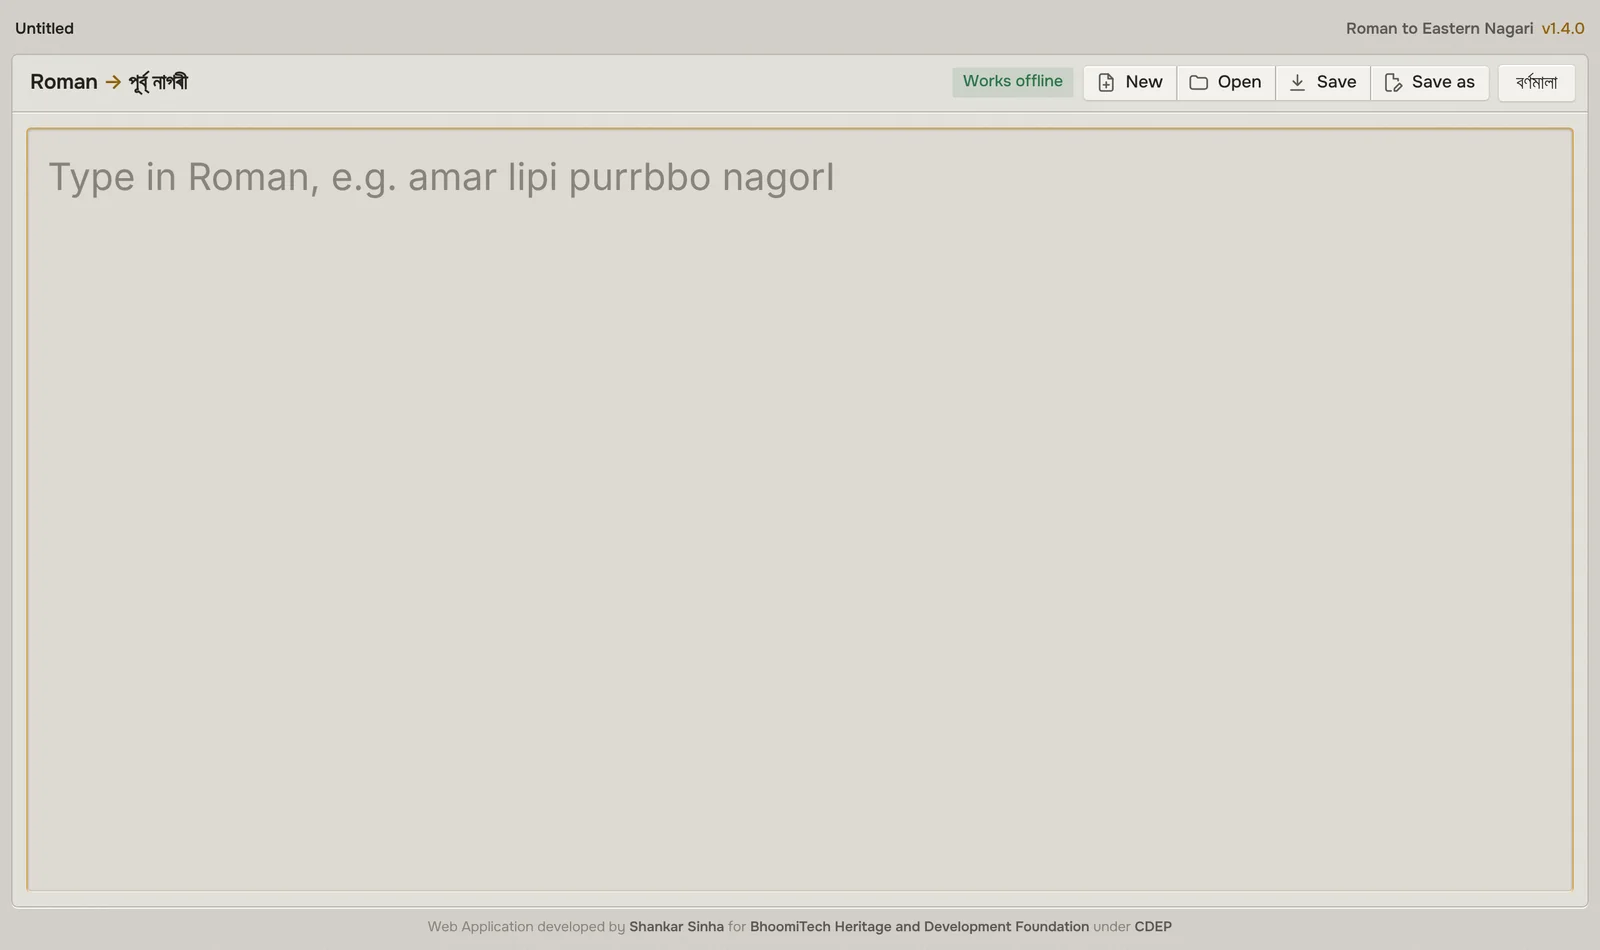 Untitled
Roman to Eastern Nagari v1.4.0
Roman → পূৰ্ব্ নাগৰী
Works offline
New
Open
Save
Save as
বর্ণমালা
Type in Roman, e.g. amar lipi purrbbo nagorI
Web Application developed by Shankar Sinha for BhoomiTech Heritage and Development Foundation under CDEP